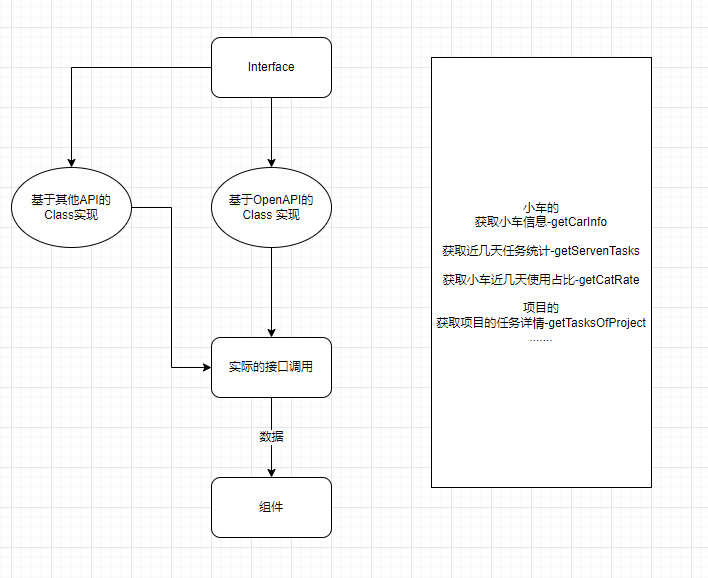 Interface
基于其他API的
Class实现
基于OpenAPI的
Class 实现
实际的接口调用
数据
组件
小车的
获取小车信息-getCarInfo
获取近几天任务统计-getServenTasks
获取小车近几天使用占比-getCatRate
项目的
获取项目的任务详情-getTasksOfProject
.......